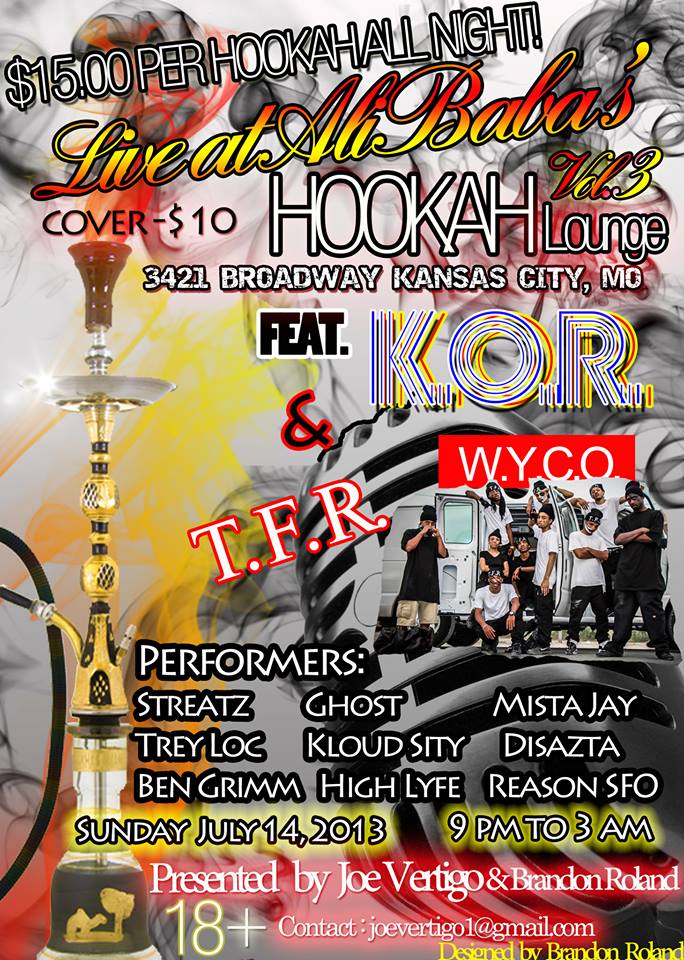 $15.00 PER HOOKAH ALL NIGHT!
Live at Ali Baba's
Vol.3
COVER-$10
HOOKAH Lounge
3421 BROADWAY KANSAS CITY, MO
FEAT. K.O.R.
&
W.Y.C.O.
T.F.R.
PERFORMERS:
STREATZ GHOST MISTA JAY
TREY LOC KLOUD SITY DISAZTA
BEN GRIMM HIGH LYFE REASON SFO
SUNDAY JULY 14, 2013 9 PM TO 3 AM
Presented by Joe Vertigo & Brandon Roland
18+ Contact : joevertigo1@gmail.com
Designed by Brandon Roland